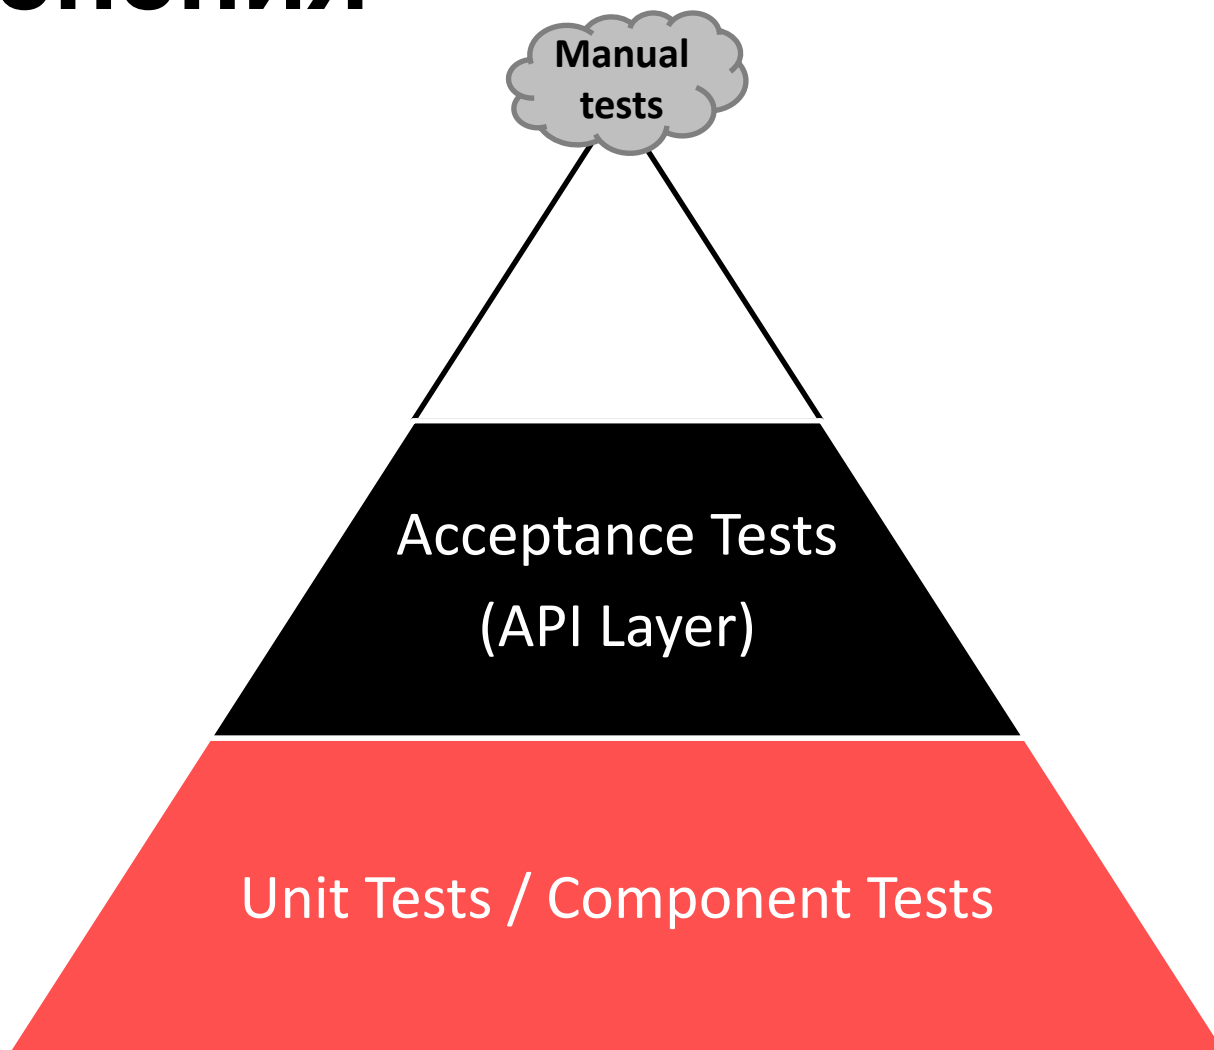 Manual
tests
Acceptance Tests
(API Layer)
Unit Tests / Component Tests